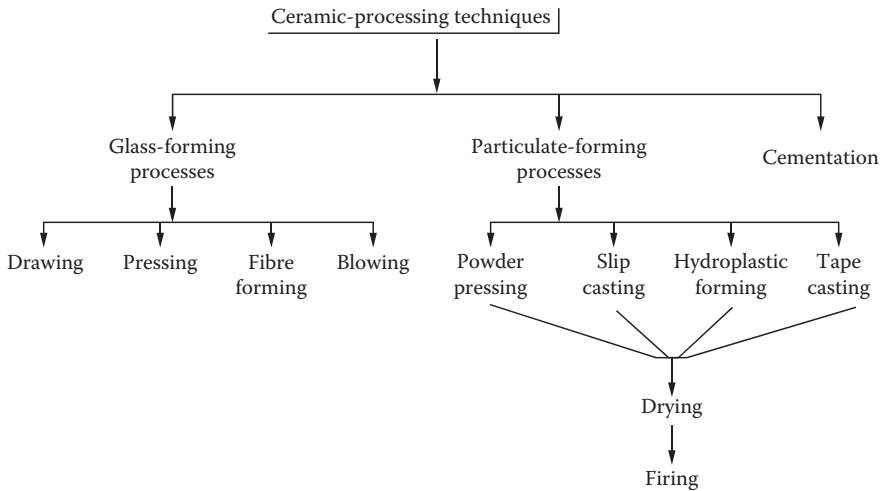 Ceramic-processing techniques
Glass-forming
processes
Particulate-forming
processes
Cementation
Drawing
Pressing
Fibre
forming
Blowing
Powder
pressing
Slip
casting
Hydroplastic
forming
Tape
casting
Drying
Firing